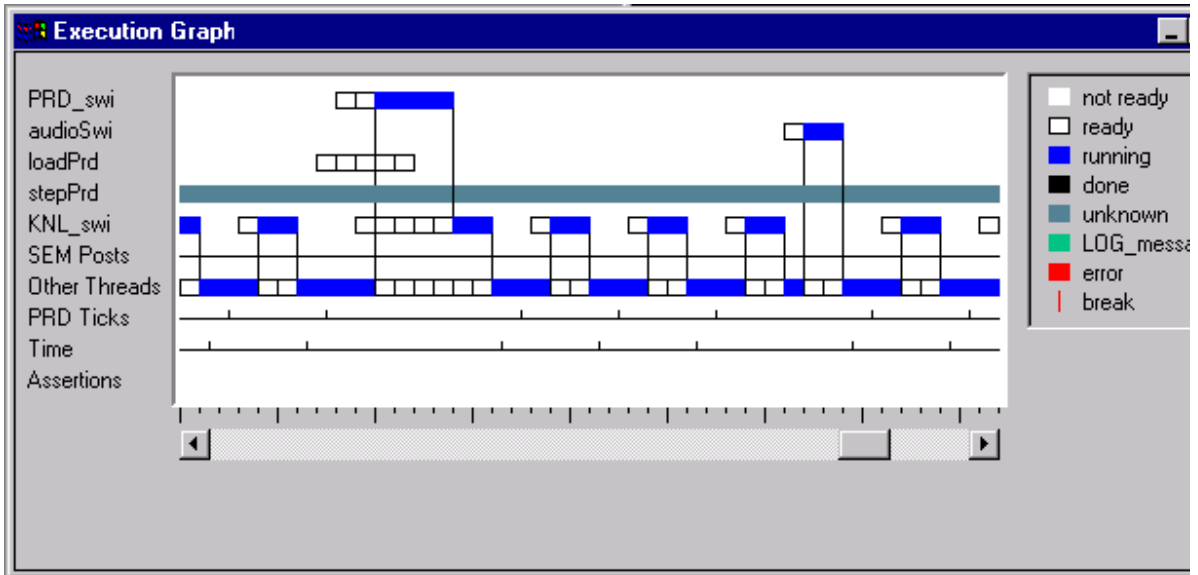 Execution Graph
PRD_swi
audioSwi
loadPrd
stepPrd
KNL_swi
SEM Posts
Other Threads
PRD Ticks
Time
Assertions
not ready
ready
running
done
unknown
LOG_messa
error
break